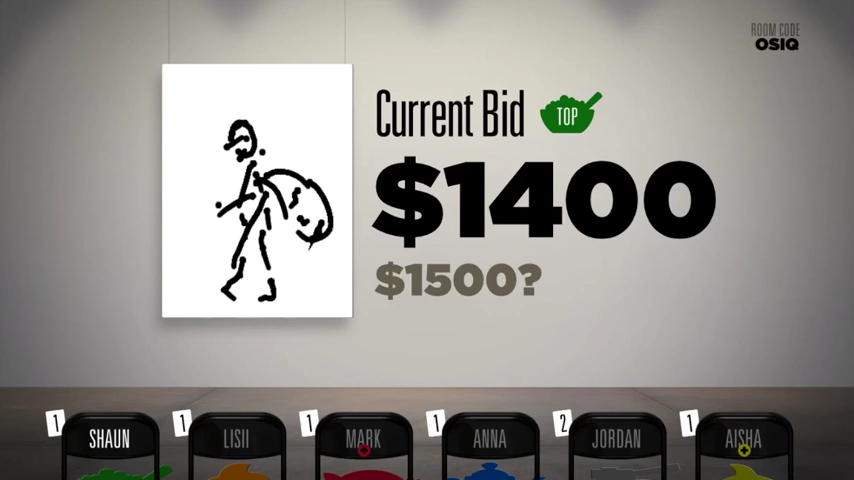 ROOM CODE
OSIQ
Current Bid
TOP
$1400
$1500?
1 SHAUN
1 LISII
1 MARK
1 ANNA
2 JORDAN
1 AISHA